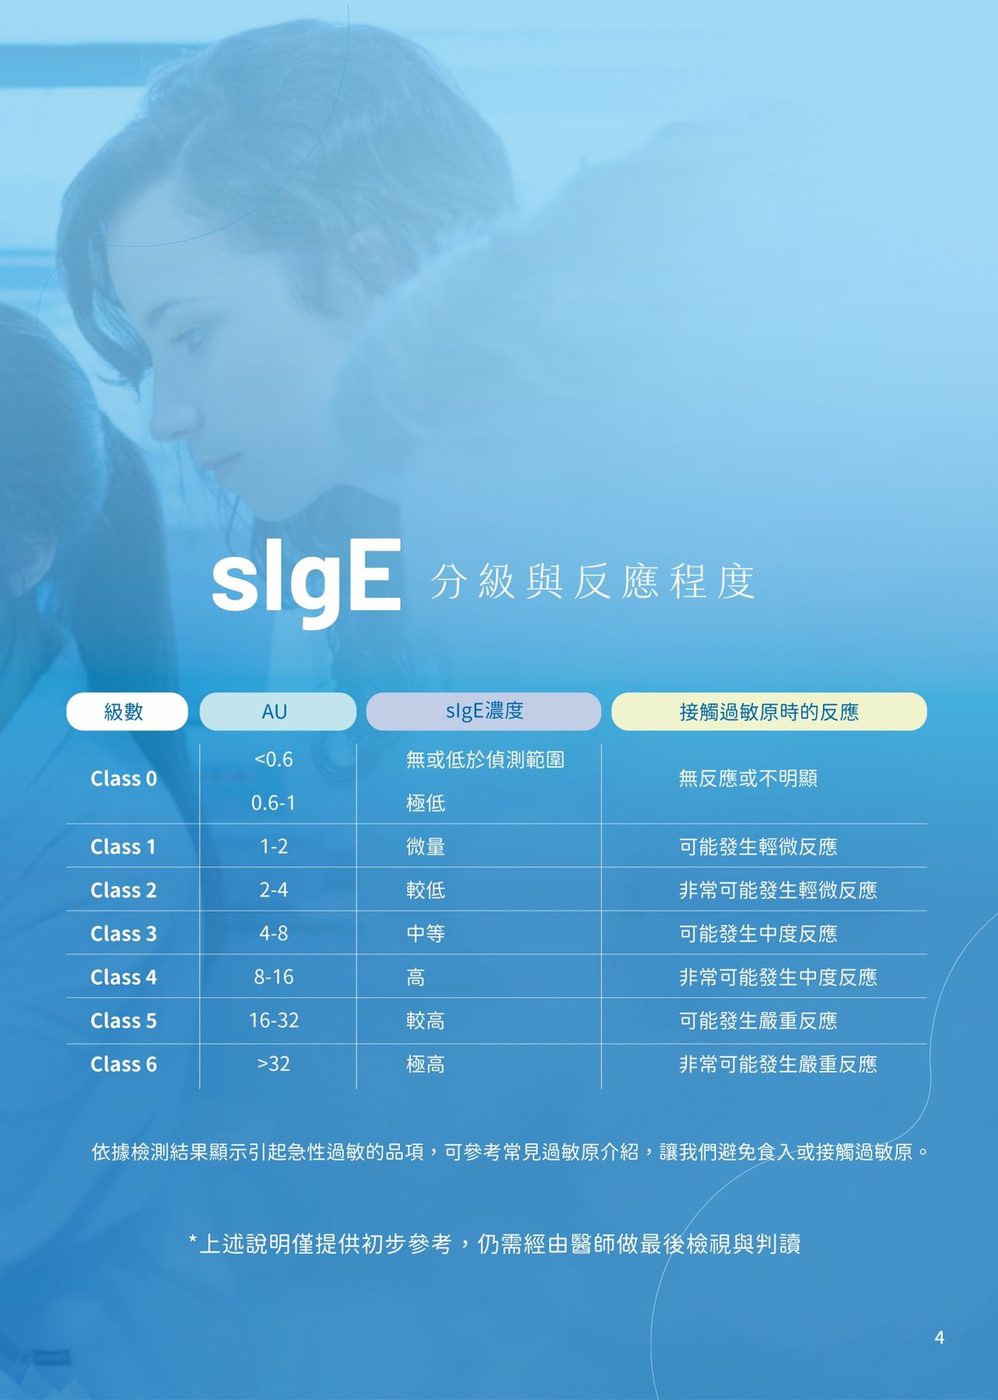 sIgE 分級與反應程度
級數 AU sIgE濃度 接觸過敏原時的反應
Class 0 <0.6 無或低於偵測範圍 無反應或不明顯
0.6-1 極低
Class 1 1-2 微量 可能發生輕微反應
Class 2 2-4 較低 非常可能發生輕微反應
Class 3 4-8 中等 可能發生中度反應
Class 4 8-16 高 非常可能發生中度反應
Class 5 16-32 較高 可能發生嚴重反應
Class 6 >32 極高 非常可能發生嚴重反應
依據檢測結果顯示引起急性過敏的品項，可參考常見過敏原介紹，讓我們避免食入或接觸過敏原。
*上述說明僅提供初步參考，仍需經由醫師做最後檢視與判讀
4